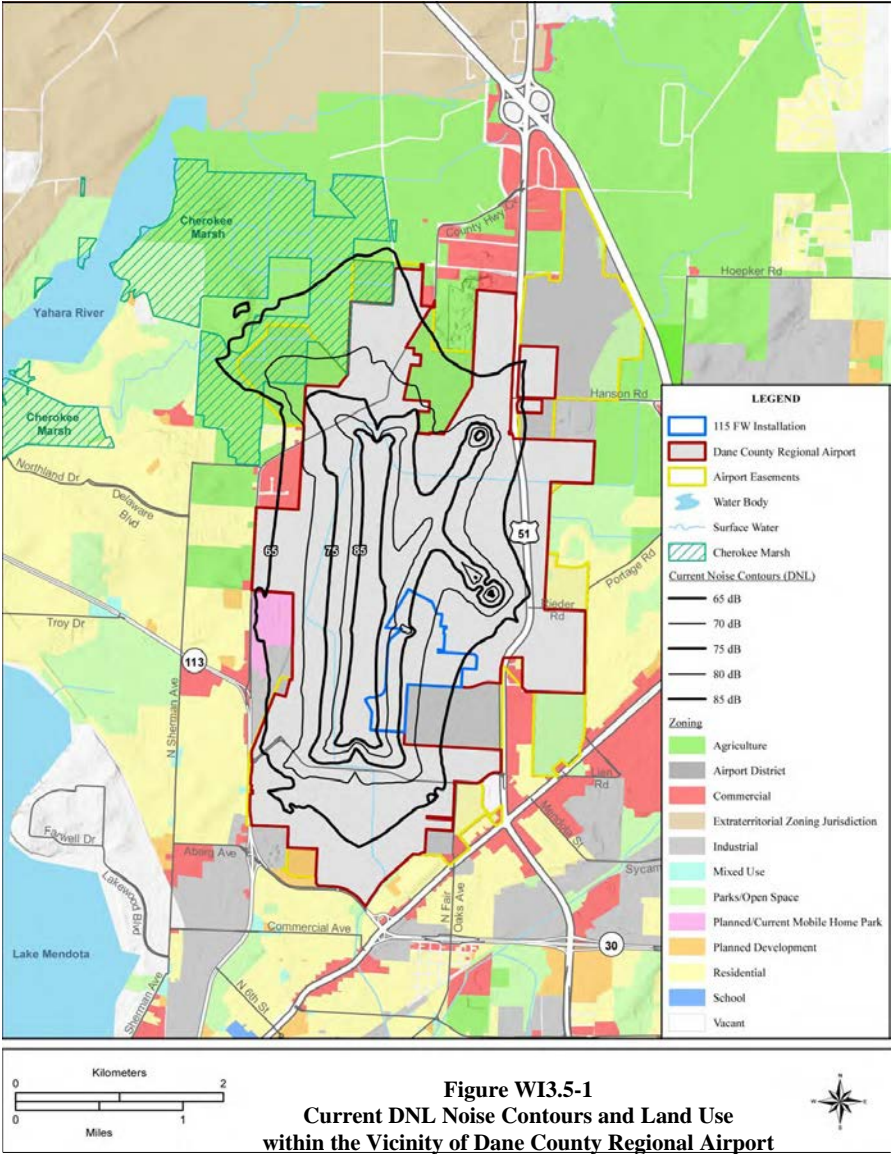 Cherokee
Marsh
County Hwy CV
Hoepker Rd
Yahara River
Hanson Rd
Cherokee
Marsh
Northland Dr
Delaware
Blvd
65
75
85
51
Portage Rd
Rieder
Rd
Troy Dr
113
N Sherman Ave
Lien
Rd
Mendota St
Farwell Dr
Aberg Ave
Sycam
Lakewood Blvd
N Fair
Oaks Ave
Commercial Ave
30
Lake Mendota
N 6th St
Sherman Ave
LEGEND
115 FW Installation
Dane County Regional Airport
Airport Easements
Water Body
Surface Water
Cherokee Marsh
Current Noise Contours (DNL)
65 dB
70 dB
75 dB
80 dB
85 dB
Zoning
Agriculture
Airport District
Commercial
Extraterritorial Zoning Jurisdiction
Industrial
Mixed Use
Parks/Open Space
Planned/Current Mobile Home Park
Planned Development
Residential
School
Vacant
Kilometers
0 2
0 1
Miles
Figure WI3.5-1
Current DNL Noise Contours and Land Use
within the Vicinity of Dane County Regional Airport
N
W E
S